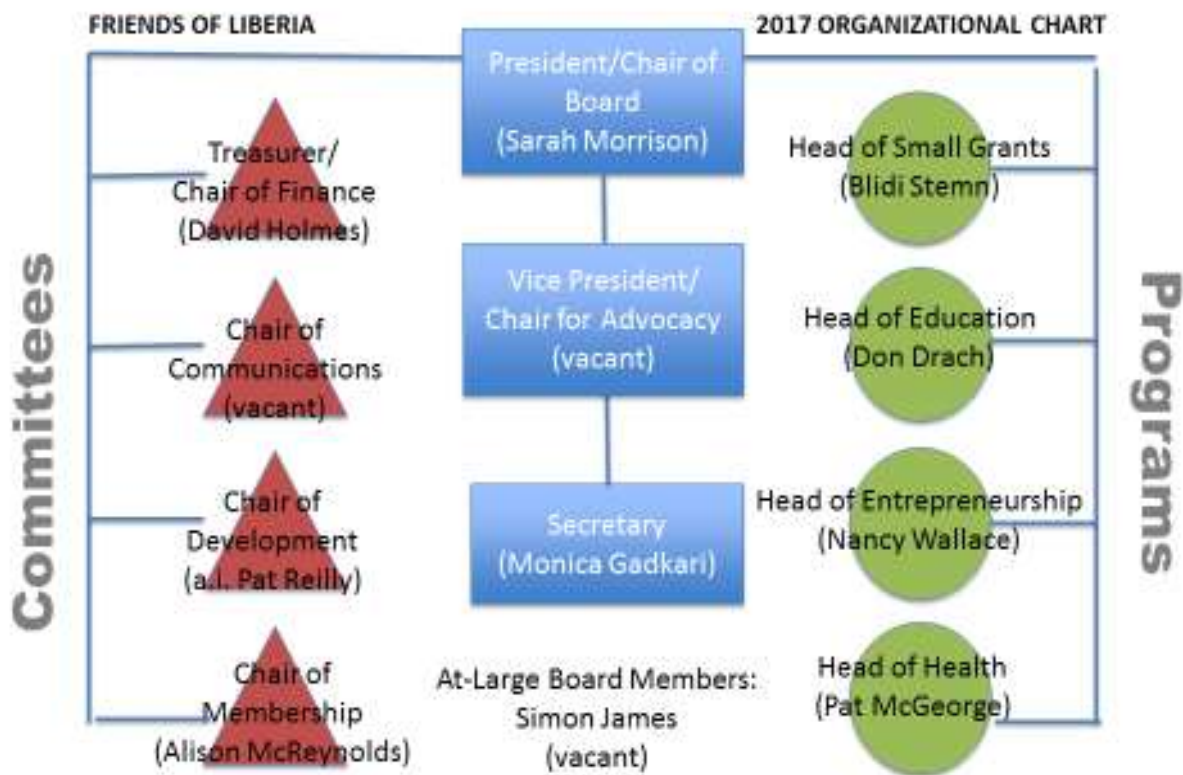 FRIENDS OF LIBERIA
2017 ORGANIZATIONAL CHART
Committees
Treasurer/
Chair of Finance
(David Holmes)
Chair of
Communications
(vacant)
Chair of
Development
(a.i. Pat Reilly)
Chair of
Membership
(Alison McReynolds)
President/Chair of
Board
(Sarah Morrison)
Vice President/
Chair for Advocacy
(vacant)
Secretary
(Monica Gadkari)
At-Large Board Members:
Simon James
(vacant)
Head of Small Grants
(Blidi Stemn)
Head of Education
(Don Drach)
Head of Entrepreneurship
(Nancy Wallace)
Head of Health
(Pat McGeorge)
Programs